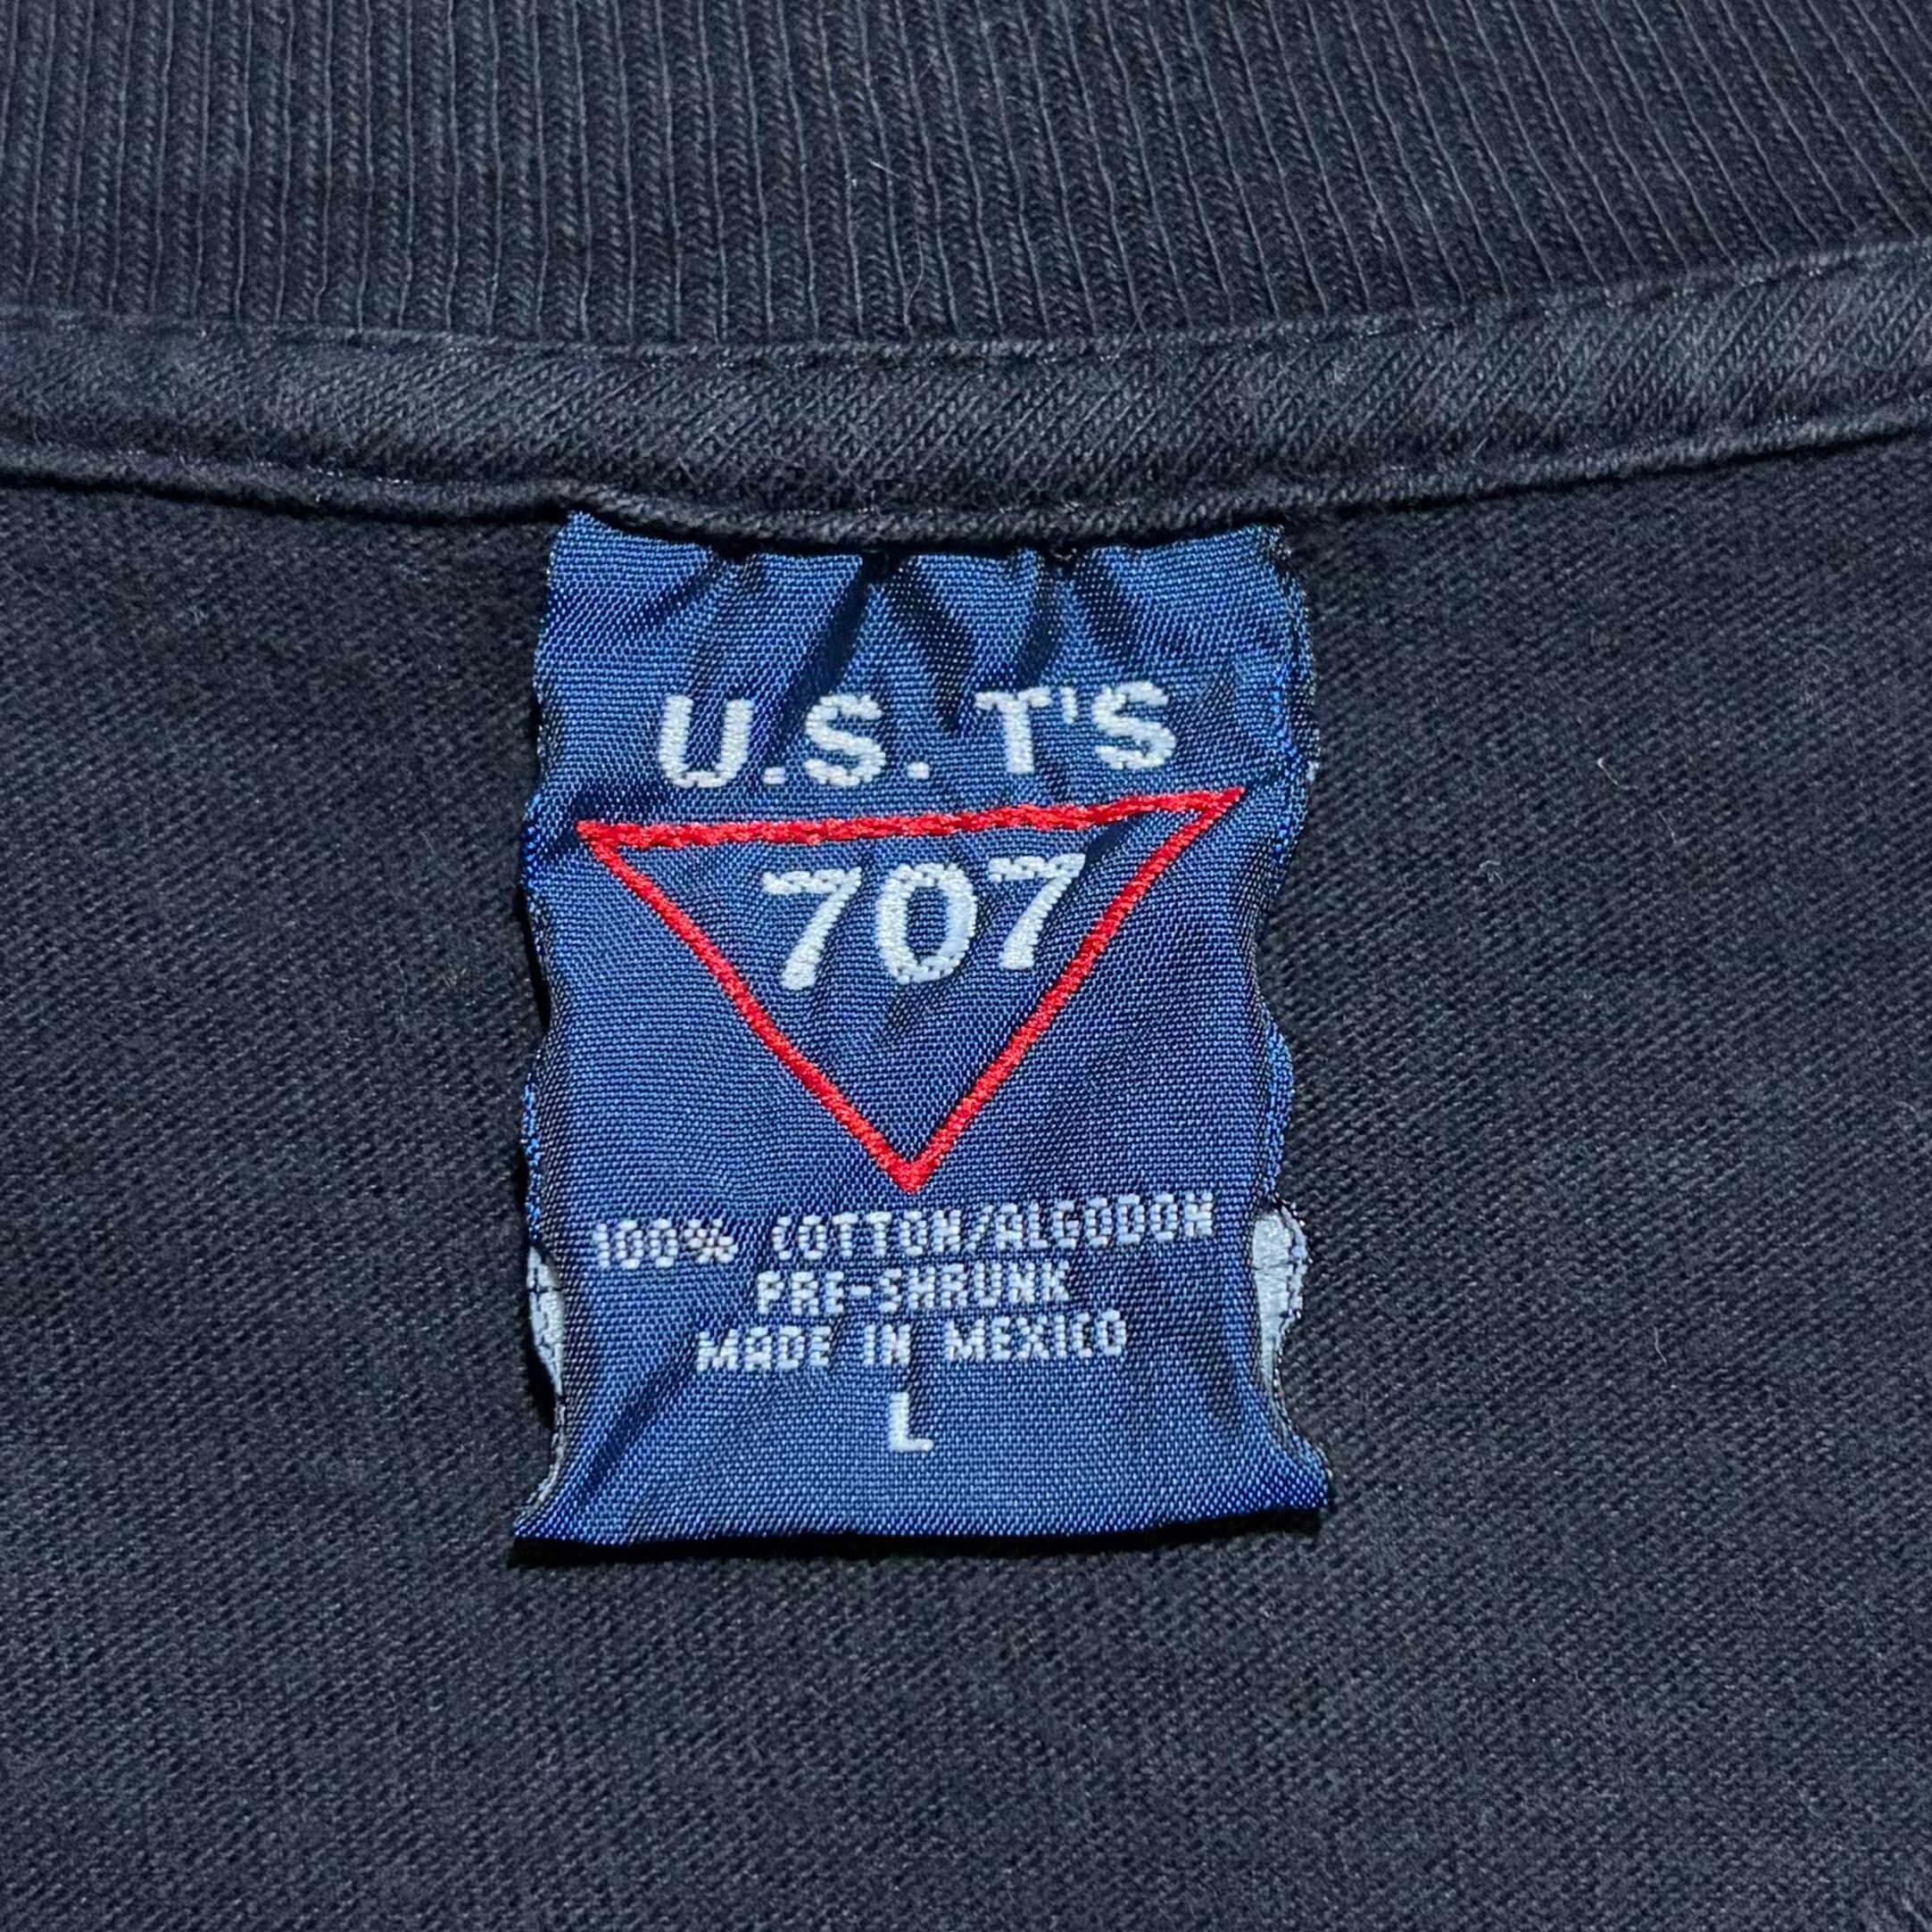 U.S. T'S
707
100% COTTON/ALGODON
PRE-SHRUNK
MADE IN MEXICO
L